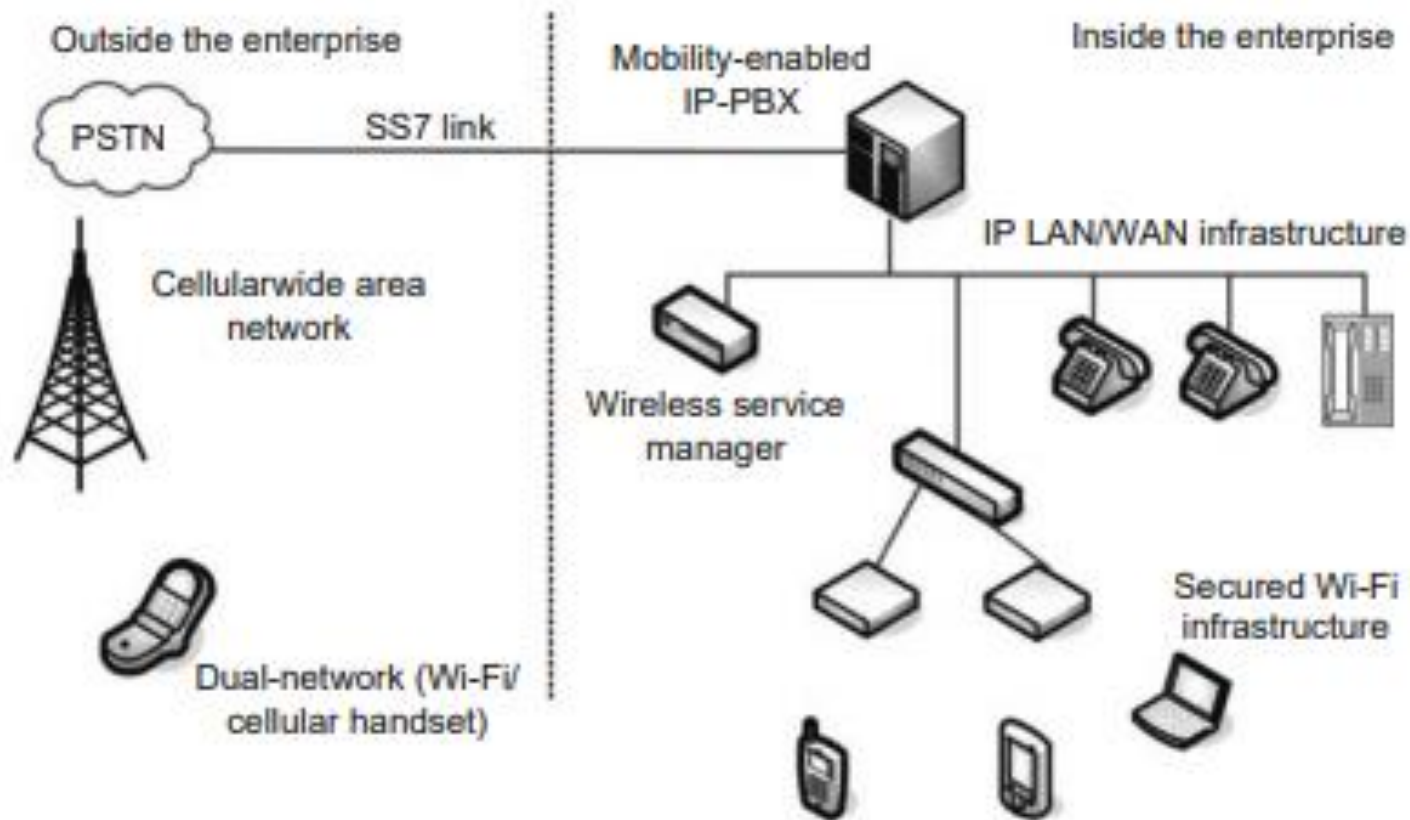 Outside the enterprise
Inside the enterprise
Mobility-enabled
IP-PBX
PSTN
SS7 link
IP LAN/WAN infrastructure
Cellularwide area
network
Wireless service
manager
Secured Wi-Fi
infrastructure
Dual-network (Wi-Fi/
cellular handset)